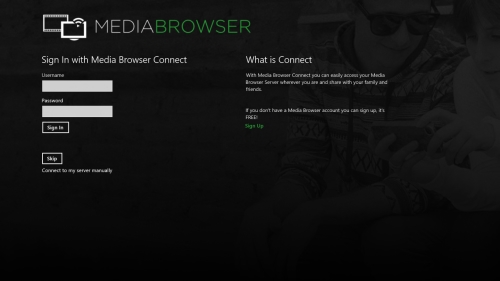 MEDIABROWSER
Sign In with Media Browser Connect
Username
Password
Sign In
Skip
Connect to my server manually
What is Connect
With Media Browser Connect you can easily access your Media
Browser Server wherever you are and share with your family and
friends.
If you don't have a Media Browser account you can sign up, it's
FREE!
Sign Up